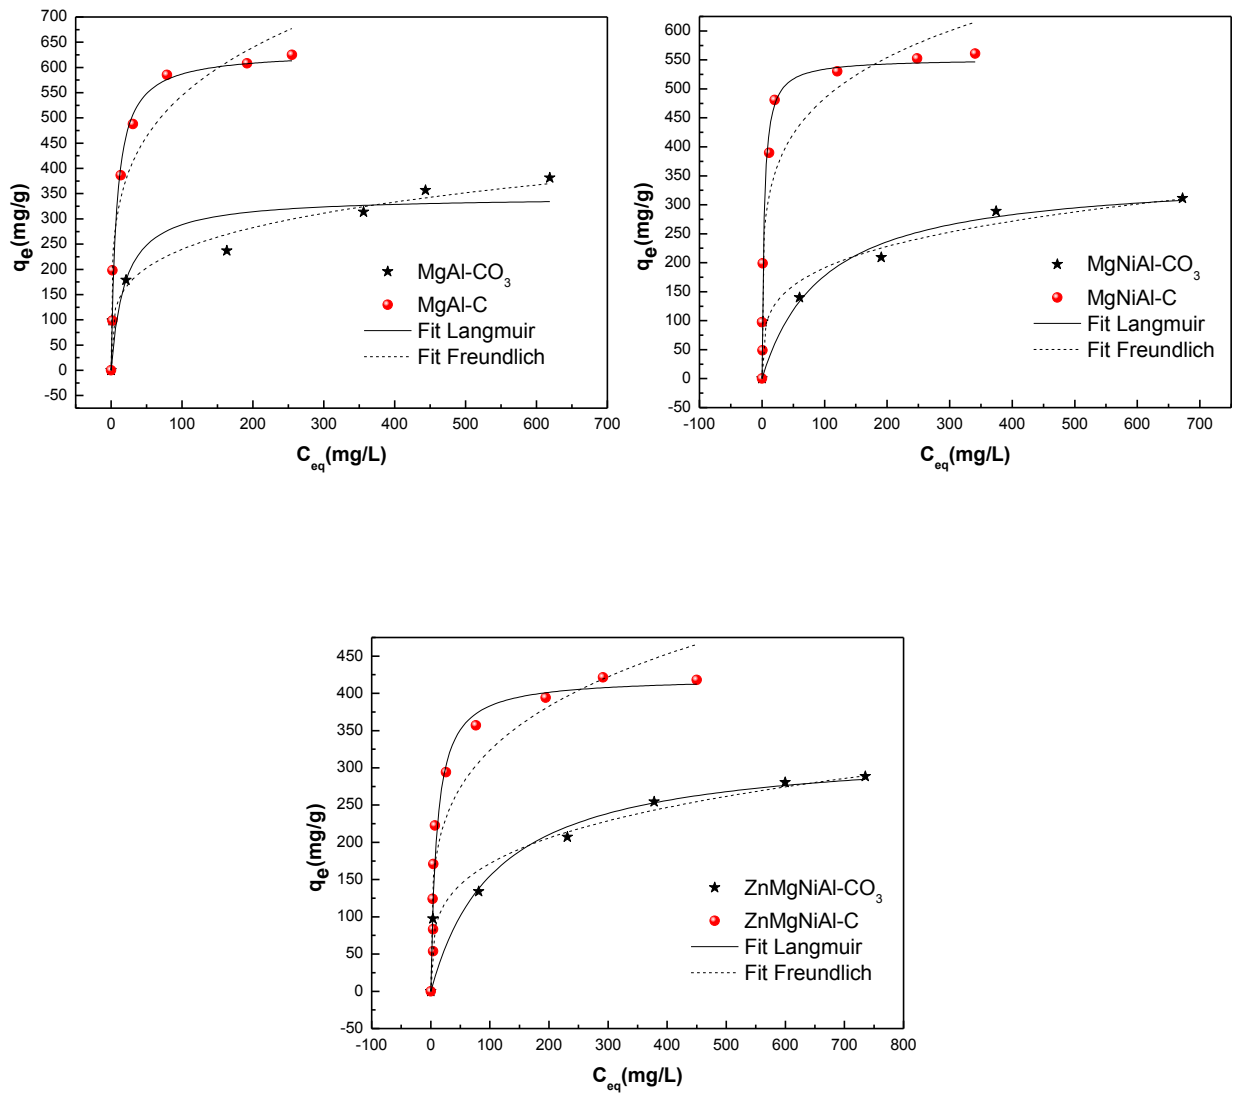 700
650
600
550
500
450
400
350
300
250
200
150
100
50
0
-50
qe(mg/g)
0 100 200 300 400 500 600 700
Ceq(mg/L)
MgAl-CO3
MgAl-C
Fit Langmuir
Fit Freundlich
600
550
500
450
400
350
300
250
200
150
100
50
0
-50
qe(mg/g)
-100 0 100 200 300 400 500 600 700
Ceq(mg/L)
MgNiAl-CO3
MgNiAl-C
Fit Langmuir
Fit Freundlich
450
400
350
300
250
200
150
100
50
0
-50
qe(mg/g)
-100 0 100 200 300 400 500 600 700 800
Ceq(mg/L)
ZnMgNiAl-CO3
ZnMgNiAl-C
Fit Langmuir
Fit Freundlich